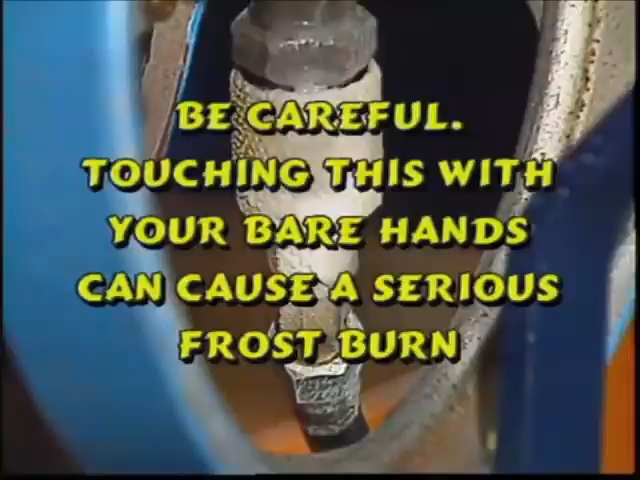 BE CAREFUL.
TOUCHING THIS WITH
YOUR BARE HANDS
CAN CAUSE A SERIOUS
FROST BURN